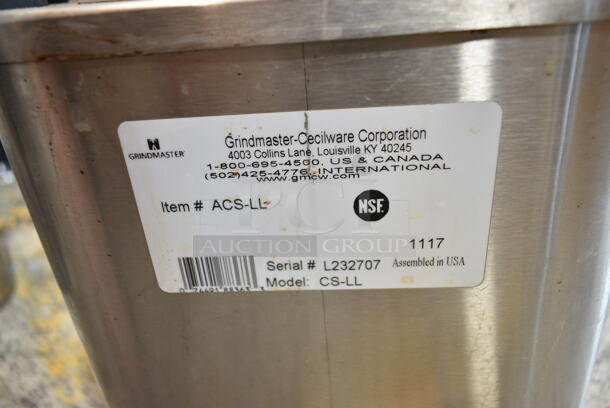 Grindmaster-Cecilware Corporation
GRINDMASTER
4003 Collins Lane, Louisville KY 40245
1-800-695-4500, US & CANADA
(502)425-4776, INTERNATIONAL
www.gmcw.com
Item # ACS-LL
NSF
PCI
AUCTION GROUP
1117
Serial # L232707
Assembled in USA
Model: CS-LL